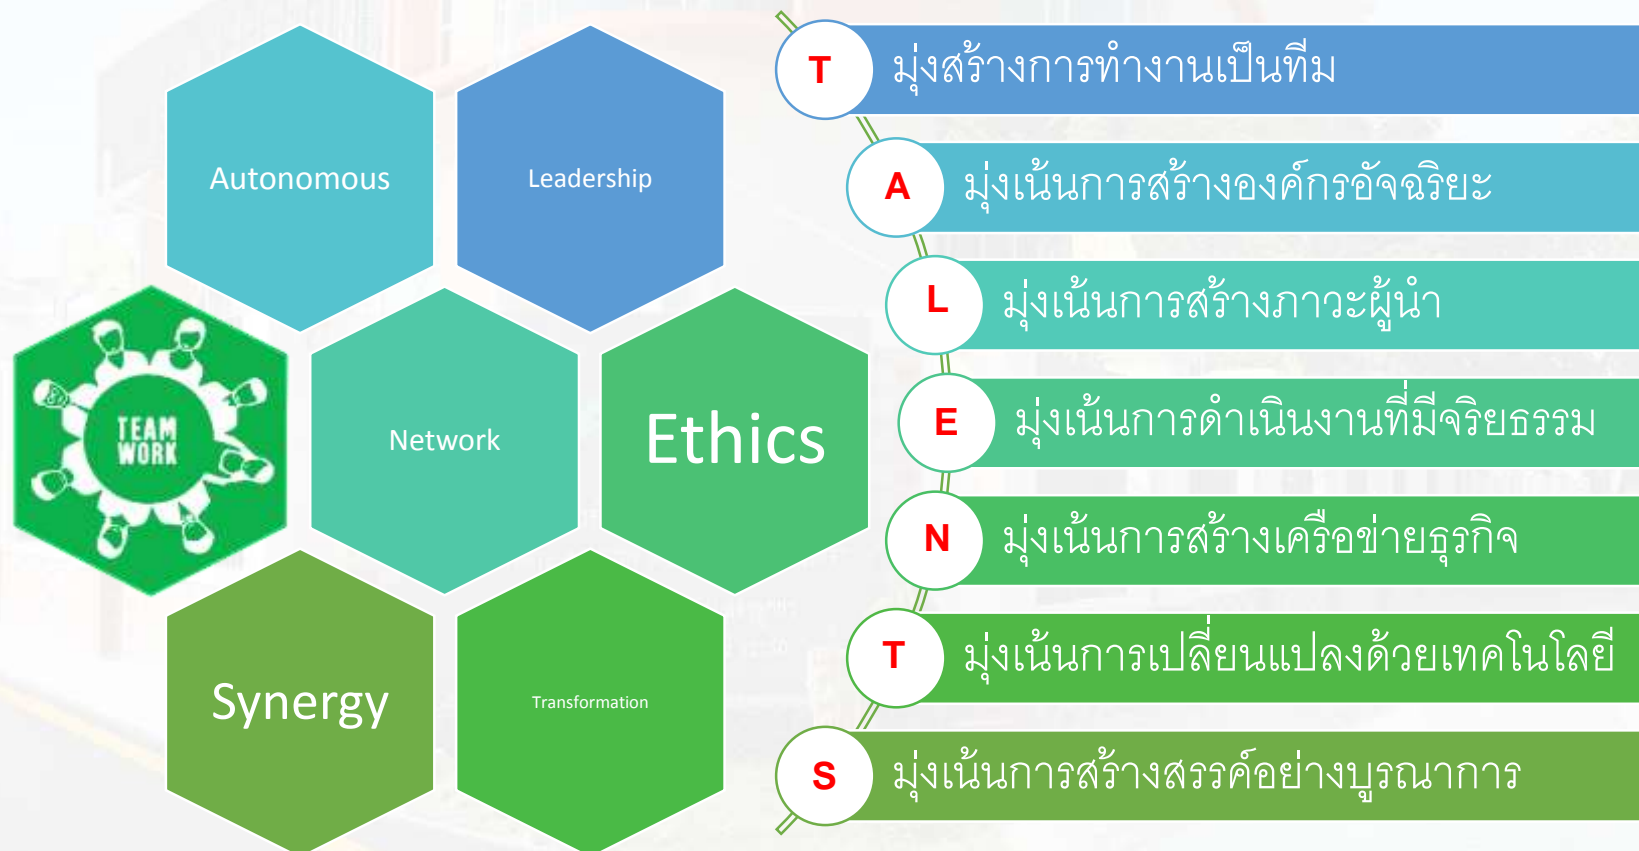 Autonomous
Leadership
TEAM
WORK
Network
Ethics
Synergy
Transformation
T มุ่งสร้างการทำงานเป็นทีม
A มุ่งเน้นการสร้างองค์กรอัจฉริยะ
L มุ่งเน้นการสร้างภาวะผู้นำ
E มุ่งเน้นการดำเนินงานที่มีจริยธรรม
N มุ่งเน้นการสร้างเครือข่ายธุรกิจ
T มุ่งเน้นการเปลี่ยนแปลงด้วยเทคโนโลยี
S มุ่งเน้นการสร้างสรรค์อย่างบูรณาการ